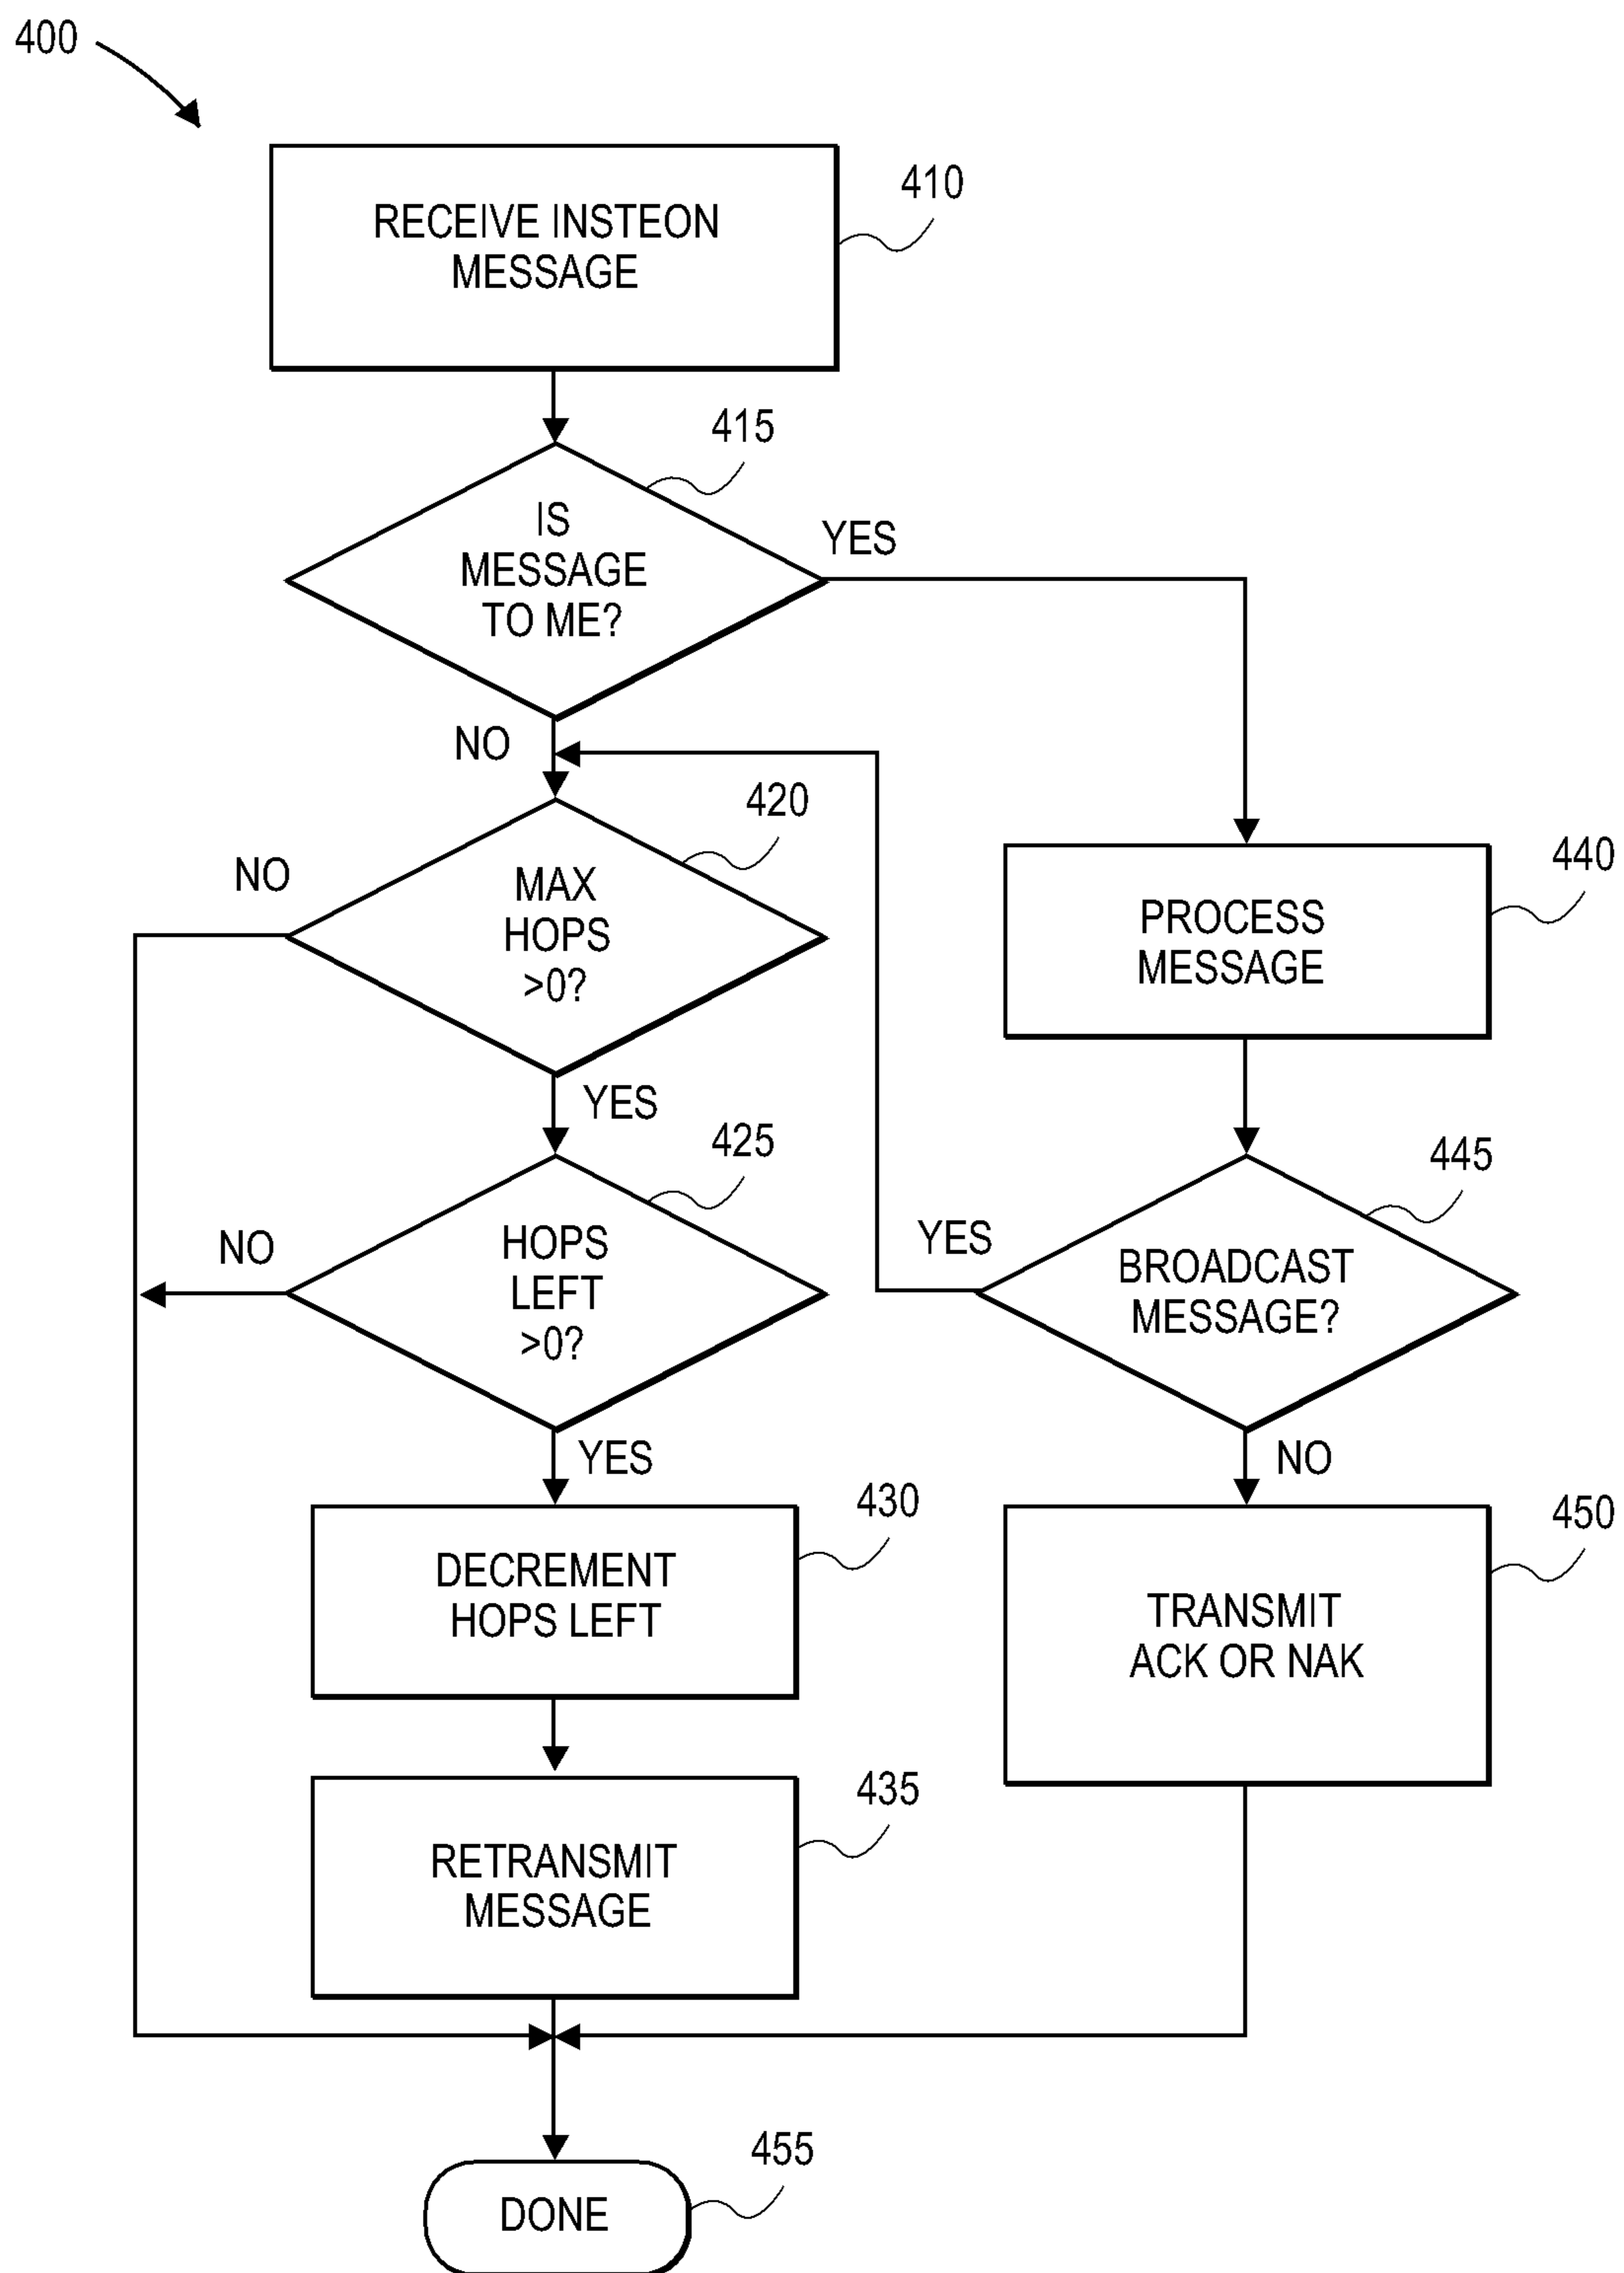 400
RECEIVE INSTEON
MESSAGE
410
415
IS
MESSAGE
TO ME?
YES
NO
420
MAX
HOPS
>0?
NO
YES
440
PROCESS
MESSAGE
425
HOPS
LEFT
>0?
NO
YES
445
BROADCAST
MESSAGE?
YES
NO
430
DECREMENT
HOPS LEFT
450
TRANSMIT
ACK OR NAK
435
RETRANSMIT
MESSAGE
455
DONE